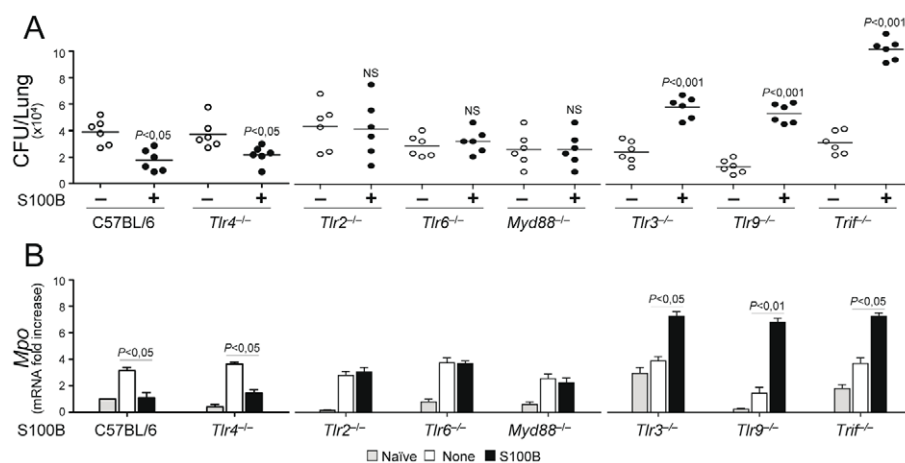 A
P<0,001
CFU/Lung
(x10⁴)
10
8
6
4
2
0
P<0,05
P<0,05
NS
NS
NS
P<0,001
P<0,001
S100B
– + – + – + – + – + – + – + – +
C57BL/6 Tlr4–/– Tlr2–/– Tlr6–/– Myd88–/– Tlr3–/– Tlr9–/– Trif–/–
B
Mpo
(mRNA fold increase)
10
8
6
4
2
0
P<0,05
P<0,05
P<0,05
P<0,01
P<0,05
S100B C57BL/6 Tlr4–/– Tlr2–/– Tlr6–/– Myd88–/– Tlr3–/– Tlr9–/– Trif–/–
Naïve None S100B